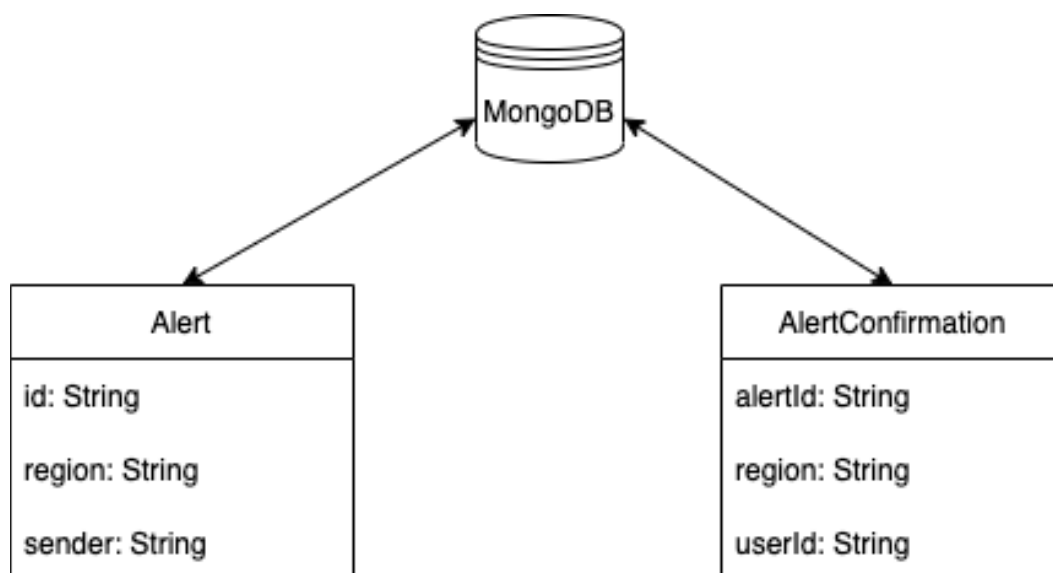 MongoDB
Alert
id: String
region: String
sender: String
AlertConfirmation
alertId: String
region: String
userId: String